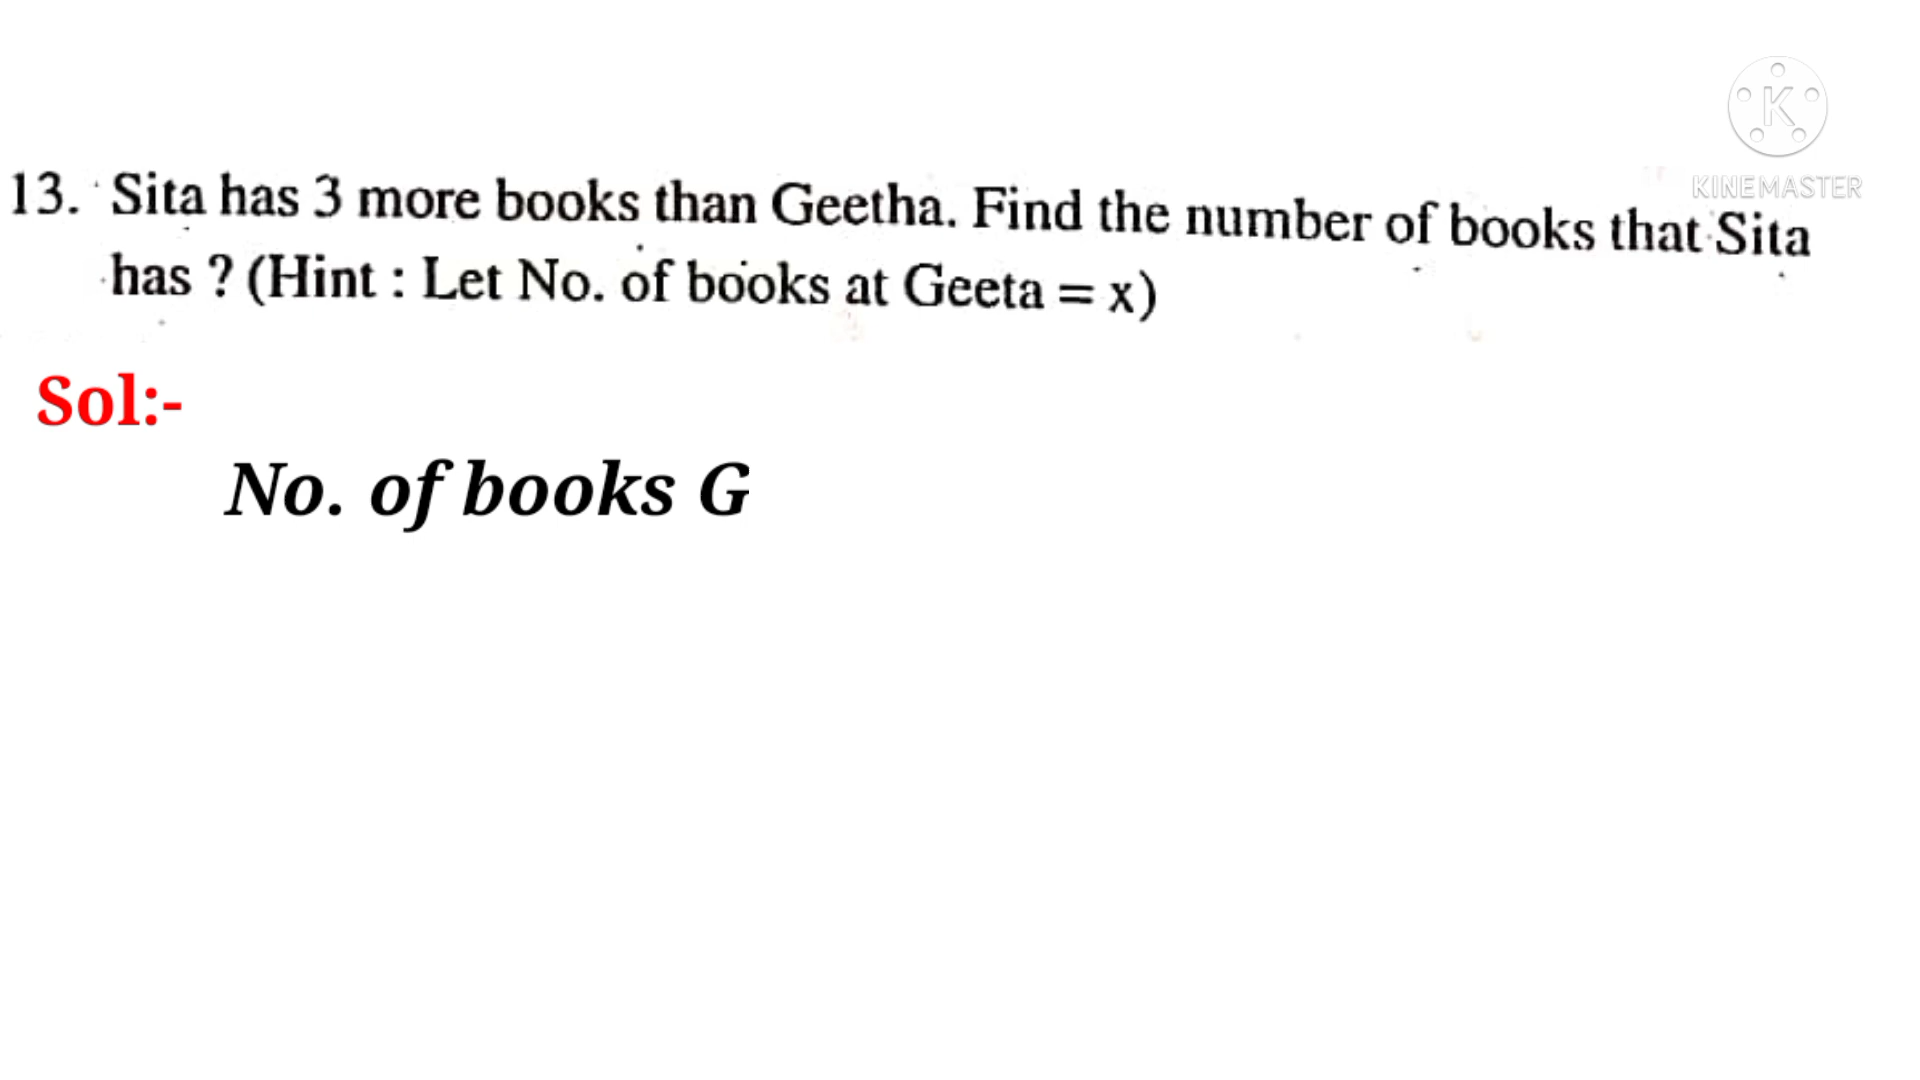 K
KINEMASTER
13. Sita has 3 more books than Geetha. Find the number of books that Sita
has ? (Hint : Let No. of books at Geeta = x)
Sol:-
No. of books G